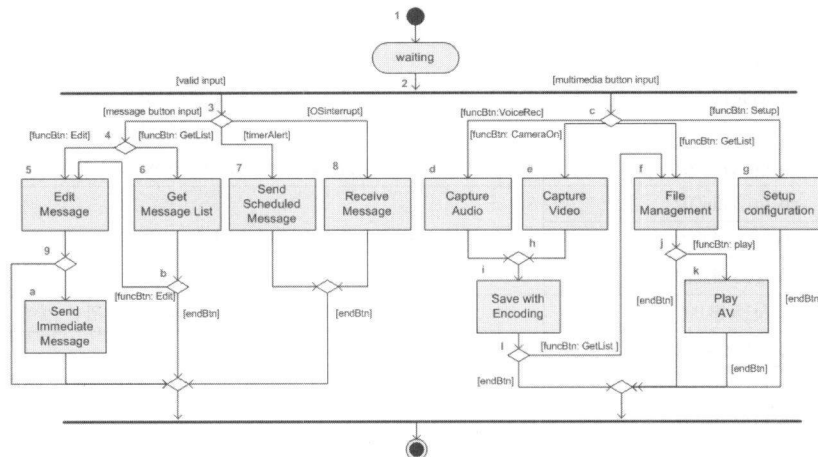 1
waiting
2
[valid input]
[multimedia button input]
[message button input]
3
[OSinterrupt]
[funcBtn:VoiceRec]
c
[funcBtn: Setup]
[funcBtn: Edit]
4
[funcBtn: GetList]
[timerAlert]
[funcBtn: CameraOn]
[funcBtn: GetList]
5
6
7
8
d
e
f
g
Edit
Message
Get
Message List
Send
Scheduled
Message
Receive
Message
Capture
Audio
Capture
Video
File
Management
Setup
configuration
9
b
h
j
[funcBtn: play]
a
[funcBtn: Edit]
i
k
Send
Immediate
Message
[endBtn]
[endBtn]
Save with
Encoding
[endBtn]
Play
AV
[endBtn]
l
[funcBtn: GetList ]
[endBtn]
[endBtn]